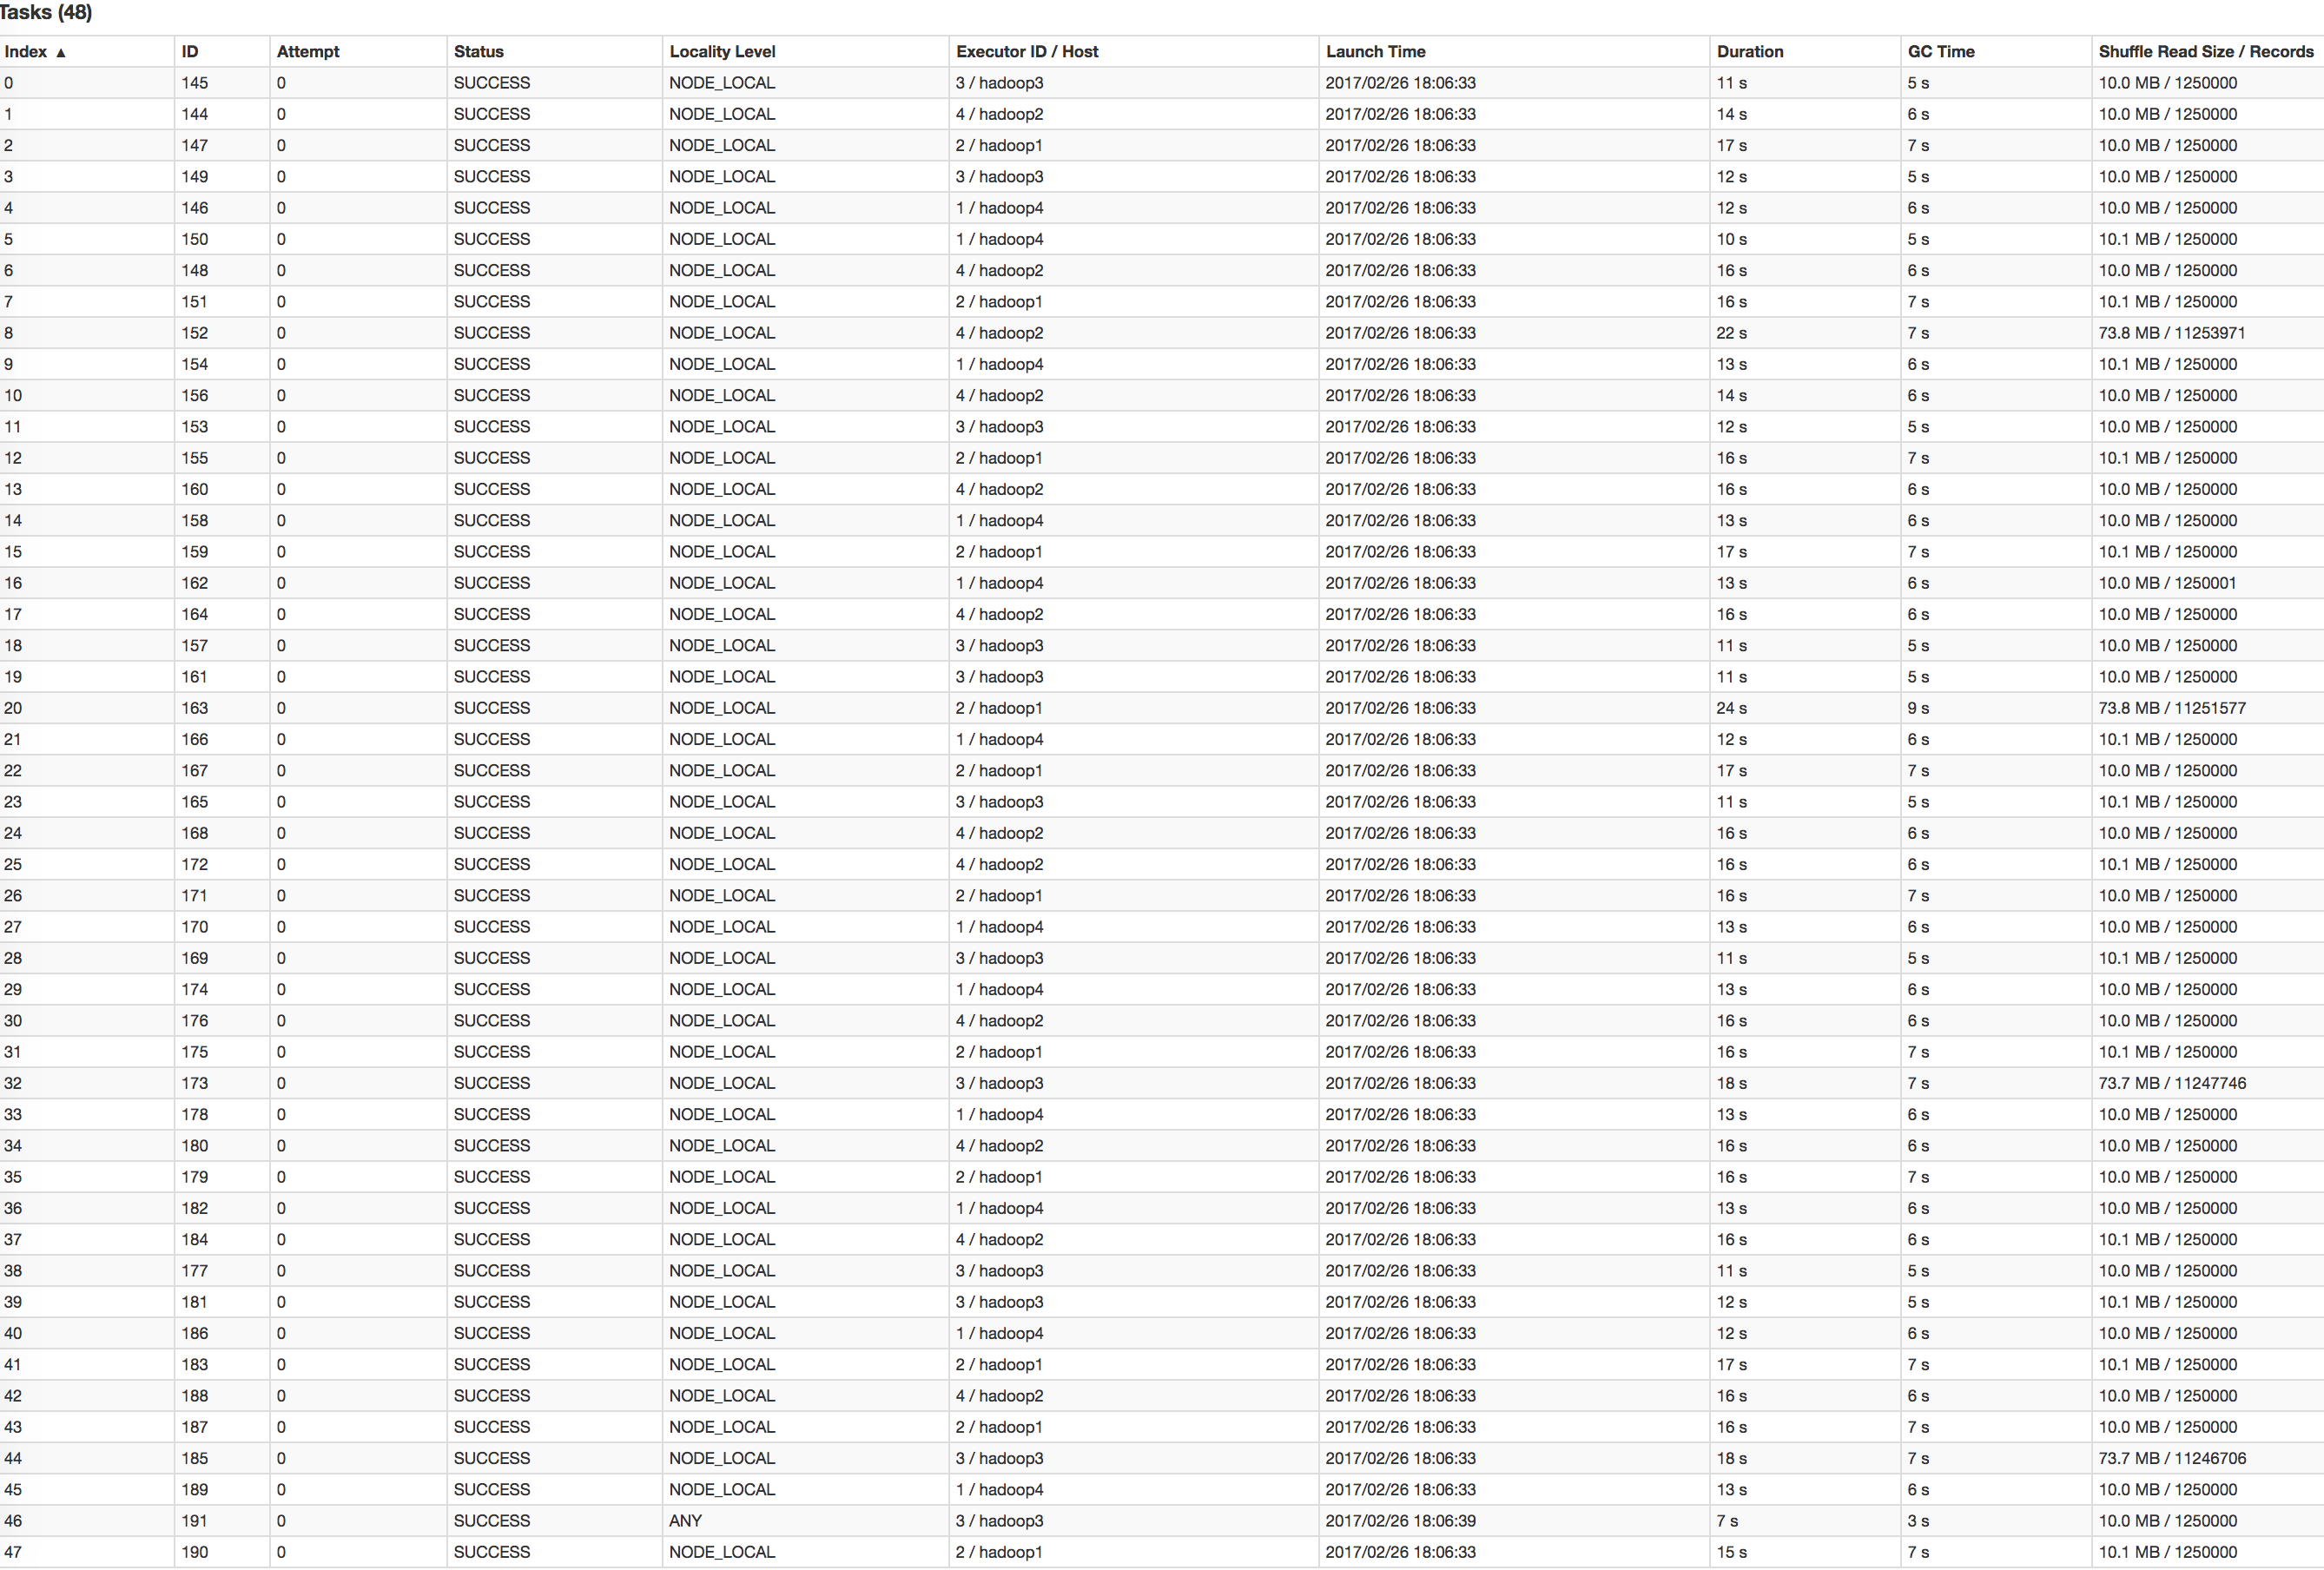 Tasks (48)
Index ▲ ID Attempt Status Locality Level Executor ID / Host Launch Time Duration GC Time Shuffle Read Size / Records
0 145 0 SUCCESS NODE_LOCAL 3 / hadoop3 2017/02/26 18:06:33 11 s 5 s 10.0 MB / 1250000
1 144 0 SUCCESS NODE_LOCAL 4 / hadoop2 2017/02/26 18:06:33 14 s 6 s 10.0 MB / 1250000
2 147 0 SUCCESS NODE_LOCAL 2 / hadoop1 2017/02/26 18:06:33 17 s 7 s 10.0 MB / 1250000
3 149 0 SUCCESS NODE_LOCAL 3 / hadoop3 2017/02/26 18:06:33 12 s 5 s 10.0 MB / 1250000
4 146 0 SUCCESS NODE_LOCAL 1 / hadoop4 2017/02/26 18:06:33 12 s 6 s 10.0 MB / 1250000
5 150 0 SUCCESS NODE_LOCAL 1 / hadoop4 2017/02/26 18:06:33 10 s 5 s 10.1 MB / 1250000
6 148 0 SUCCESS NODE_LOCAL 4 / hadoop2 2017/02/26 18:06:33 16 s 6 s 10.0 MB / 1250000
7 151 0 SUCCESS NODE_LOCAL 2 / hadoop1 2017/02/26 18:06:33 16 s 7 s 10.1 MB / 1250000
8 152 0 SUCCESS NODE_LOCAL 4 / hadoop2 2017/02/26 18:06:33 22 s 7 s 73.8 MB / 11253971
9 154 0 SUCCESS NODE_LOCAL 1 / hadoop4 2017/02/26 18:06:33 13 s 6 s 10.1 MB / 1250000
10 156 0 SUCCESS NODE_LOCAL 4 / hadoop2 2017/02/26 18:06:33 14 s 6 s 10.0 MB / 1250000
11 153 0 SUCCESS NODE_LOCAL 3 / hadoop3 2017/02/26 18:06:33 12 s 5 s 10.0 MB / 1250000
12 155 0 SUCCESS NODE_LOCAL 2 / hadoop1 2017/02/26 18:06:33 16 s 7 s 10.1 MB / 1250000
13 160 0 SUCCESS NODE_LOCAL 4 / hadoop2 2017/02/26 18:06:33 16 s 6 s 10.0 MB / 1250000
14 158 0 SUCCESS NODE_LOCAL 1 / hadoop4 2017/02/26 18:06:33 13 s 6 s 10.0 MB / 1250000
15 159 0 SUCCESS NODE_LOCAL 2 / hadoop1 2017/02/26 18:06:33 17 s 7 s 10.1 MB / 1250000
16 162 0 SUCCESS NODE_LOCAL 1 / hadoop4 2017/02/26 18:06:33 13 s 6 s 10.0 MB / 1250001
17 164 0 SUCCESS NODE_LOCAL 4 / hadoop2 2017/02/26 18:06:33 16 s 6 s 10.0 MB / 1250000
18 157 0 SUCCESS NODE_LOCAL 3 / hadoop3 2017/02/26 18:06:33 11 s 5 s 10.0 MB / 1250000
19 161 0 SUCCESS NODE_LOCAL 3 / hadoop3 2017/02/26 18:06:33 11 s 5 s 10.0 MB / 1250000
20 163 0 SUCCESS NODE_LOCAL 2 / hadoop1 2017/02/26 18:06:33 24 s 9 s 73.8 MB / 11251577
21 166 0 SUCCESS NODE_LOCAL 1 / hadoop4 2017/02/26 18:06:33 12 s 6 s 10.1 MB / 1250000
22 167 0 SUCCESS NODE_LOCAL 2 / hadoop1 2017/02/26 18:06:33 17 s 7 s 10.0 MB / 1250000
23 165 0 SUCCESS NODE_LOCAL 3 / hadoop3 2017/02/26 18:06:33 11 s 5 s 10.1 MB / 1250000
24 168 0 SUCCESS NODE_LOCAL 4 / hadoop2 2017/02/26 18:06:33 16 s 6 s 10.0 MB / 1250000
25 172 0 SUCCESS NODE_LOCAL 4 / hadoop2 2017/02/26 18:06:33 16 s 6 s 10.1 MB / 1250000
26 171 0 SUCCESS NODE_LOCAL 2 / hadoop1 2017/02/26 18:06:33 16 s 7 s 10.0 MB / 1250000
27 170 0 SUCCESS NODE_LOCAL 1 / hadoop4 2017/02/26 18:06:33 13 s 6 s 10.0 MB / 1250000
28 169 0 SUCCESS NODE_LOCAL 3 / hadoop3 2017/02/26 18:06:33 11 s 5 s 10.1 MB / 1250000
29 174 0 SUCCESS NODE_LOCAL 1 / hadoop4 2017/02/26 18:06:33 13 s 6 s 10.0 MB / 1250000
30 176 0 SUCCESS NODE_LOCAL 4 / hadoop2 2017/02/26 18:06:33 16 s 6 s 10.0 MB / 1250000
31 175 0 SUCCESS NODE_LOCAL 2 / hadoop1 2017/02/26 18:06:33 16 s 7 s 10.1 MB / 1250000
32 173 0 SUCCESS NODE_LOCAL 3 / hadoop3 2017/02/26 18:06:33 18 s 7 s 73.7 MB / 11247746
33 178 0 SUCCESS NODE_LOCAL 1 / hadoop4 2017/02/26 18:06:33 13 s 6 s 10.0 MB / 1250000
34 180 0 SUCCESS NODE_LOCAL 4 / hadoop2 2017/02/26 18:06:33 16 s 6 s 10.0 MB / 1250000
35 179 0 SUCCESS NODE_LOCAL 2 / hadoop1 2017/02/26 18:06:33 16 s 7 s 10.0 MB / 1250000
36 182 0 SUCCESS NODE_LOCAL 1 / hadoop4 2017/02/26 18:06:33 13 s 6 s 10.0 MB / 1250000
37 184 0 SUCCESS NODE_LOCAL 4 / hadoop2 2017/02/26 18:06:33 16 s 6 s 10.1 MB / 1250000
38 177 0 SUCCESS NODE_LOCAL 3 / hadoop3 2017/02/26 18:06:33 11 s 5 s 10.0 MB / 1250000
39 181 0 SUCCESS NODE_LOCAL 3 / hadoop3 2017/02/26 18:06:33 12 s 5 s 10.1 MB / 1250000
40 186 0 SUCCESS NODE_LOCAL 1 / hadoop4 2017/02/26 18:06:33 12 s 6 s 10.0 MB / 1250000
41 183 0 SUCCESS NODE_LOCAL 2 / hadoop1 2017/02/26 18:06:33 17 s 7 s 10.1 MB / 1250000
42 188 0 SUCCESS NODE_LOCAL 4 / hadoop2 2017/02/26 18:06:33 16 s 6 s 10.0 MB / 1250000
43 187 0 SUCCESS NODE_LOCAL 2 / hadoop1 2017/02/26 18:06:33 16 s 7 s 10.0 MB / 1250000
44 185 0 SUCCESS NODE_LOCAL 3 / hadoop3 2017/02/26 18:06:33 18 s 7 s 73.7 MB / 11246706
45 189 0 SUCCESS NODE_LOCAL 1 / hadoop4 2017/02/26 18:06:33 13 s 6 s 10.0 MB / 1250000
46 191 0 SUCCESS ANY 3 / hadoop3 2017/02/26 18:06:39 7 s 3 s 10.0 MB / 1250000
47 190 0 SUCCESS NODE_LOCAL 2 / hadoop1 2017/02/26 18:06:33 15 s 7 s 10.1 MB / 1250000